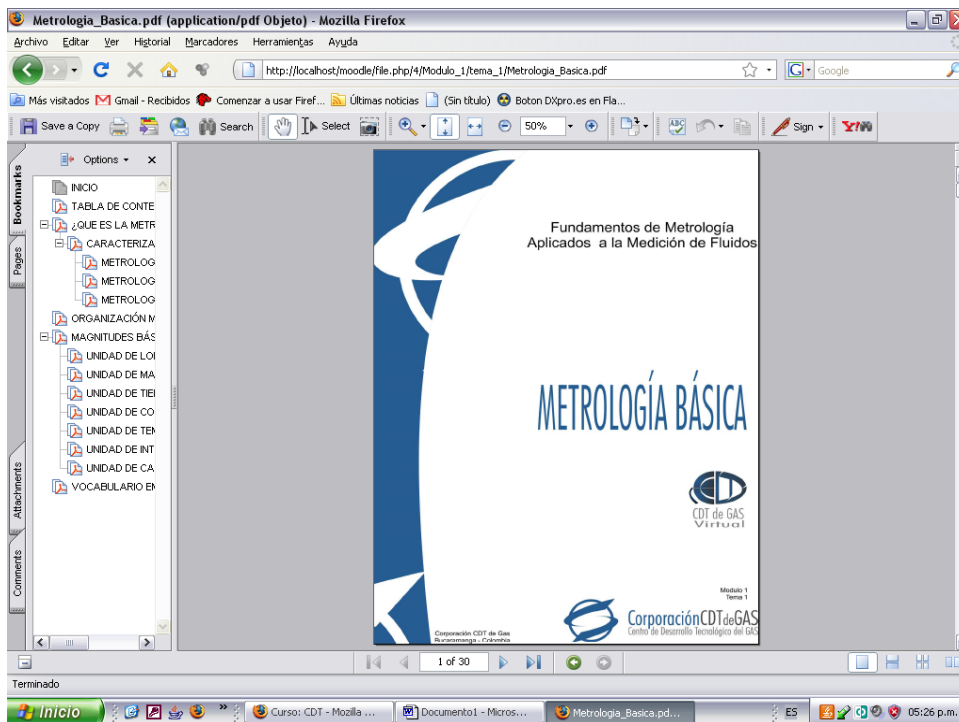 Metrologia_Basica.pdf (application/pdf Objeto) - Mozilla Firefox
Archivo Editar Ver Historial Marcadores Herramientas Ayuda
http://localhost/moodle/file.php/4/Modulo_1/tema_1/Metrologia_Basica.pdf
Google
Más visitados Gmail - Recibidos Comenzar a usar Firef... Últimas noticias (Sin título) Boton DXpro.es en Fla...
Save a Copy Search Select 50% Sign Y!
Options x
Bookmarks
Pages
Attachments
Comments
INICIO
TABLA DE CONTE
¿QUE ES LA METR
CARACTERIZA
METROLOG
METROLOG
METROLOG
ORGANIZACIÓN M
MAGNITUDES BÁS
UNIDAD DE LO
UNIDAD DE MA
UNIDAD DE TIE
UNIDAD DE CO
UNIDAD DE TEM
UNIDAD DE INT
UNIDAD DE CA
VOCABULARIO EN
Fundamentos de Metrología
Aplicados a la Medición de Fluidos
METROLOGÍA BÁSICA
CDT de GAS
Virtual
Modulo 1
Tema 1
CorporaciónCDTdeGAS
Centro de Desarrollo Tecnológico del GAS
Corporación CDT de Gas
Bucaramanga - Colombia
1 of 30
Terminado
Inicio Curso: CDT - Mozilla ... Documento1 - Micros... Metrologia_Basica.pd... ES 05:26 p.m.